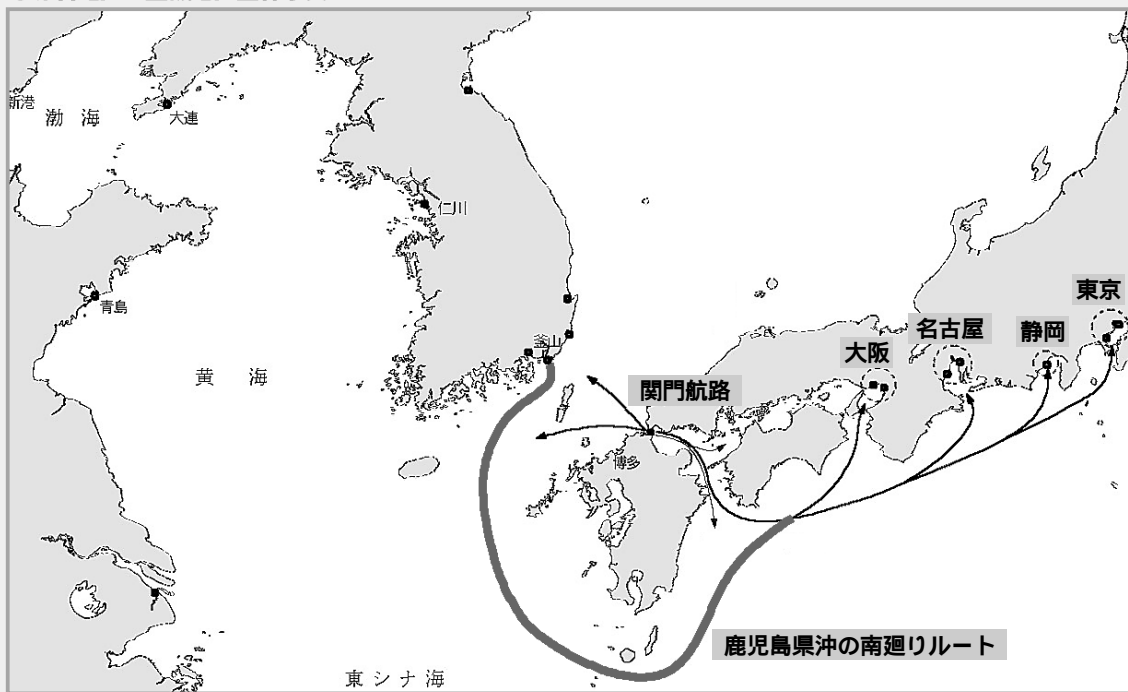 新港
渤海
大連
仁川
青島
釜山
黄海
関門航路
博多
大阪
名古屋
静岡
東京
鹿児島県沖の南廻りルート
東シナ海